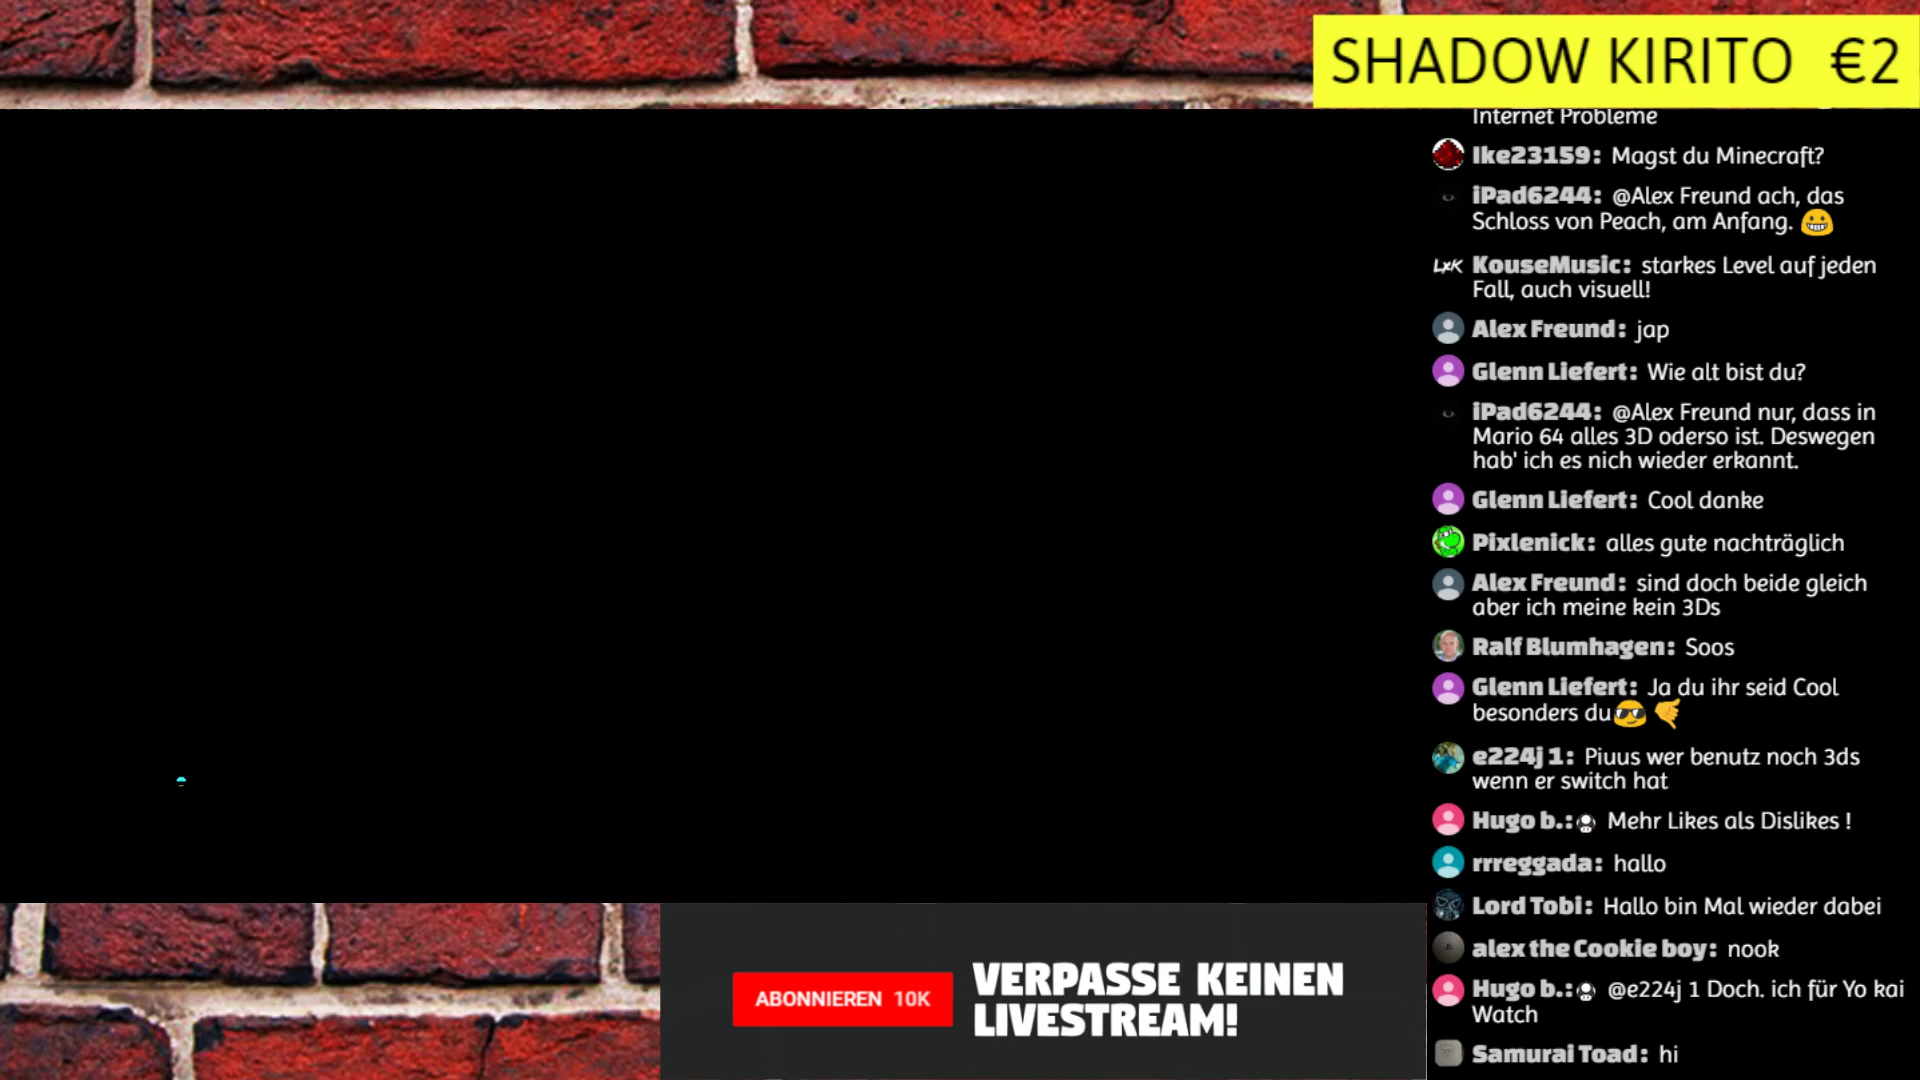 SHADOW KIRITO €2
Internet Probleme
Ike23159: Magst du Minecraft?
iPad6244: @Alex Freund ach, das
Schloss von Peach, am Anfang. 😀
LxK KouseMusic: starkes Level auf jeden
Fall, auch visuell!
Alex Freund: jap
Glenn Liefert: Wie alt bist du?
iPad6244: @Alex Freund nur, dass in
Mario 64 alles 3D oderso ist. Deswegen
hab' ich es nich wieder erkannt.
Glenn Liefert: Cool danke
Pixlenick: alles gute nachträglich
Alex Freund: sind doch beide gleich
aber ich meine kein 3Ds
Ralf Blumhagen: Soos
Glenn Liefert: Ja du ihr seid Cool
besonders du😎 🤙
e224j 1: Piuus wer benutz noch 3ds
wenn er switch hat
Hugo b.: Mehr Likes als Dislikes !
rrreggada: hallo
Lord Tobi: Hallo bin Mal wieder dabei
alex the Cookie boy: nook
Hugo b.: @e224j 1 Doch. ich für Yo kai
Watch
Samurai Toad: hi
ABONNIEREN 10K
VERPASSE KEINEN
LIVESTREAM!